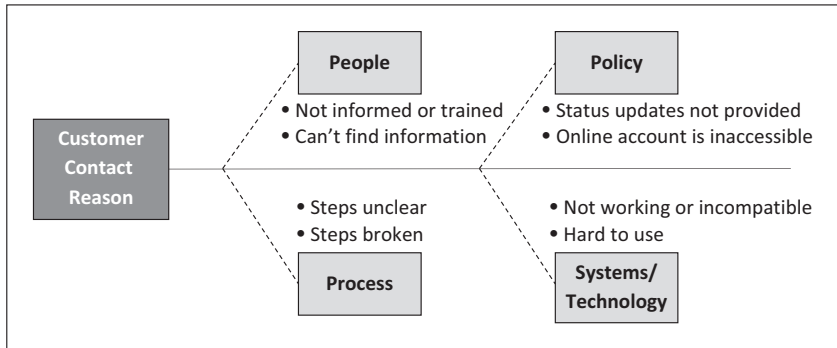 Customer
Contact
Reason
People
• Not informed or trained
• Can't find information
Policy
• Status updates not provided
• Online account is inaccessible
• Steps unclear
• Steps broken
Process
• Not working or incompatible
• Hard to use
Systems/
Technology